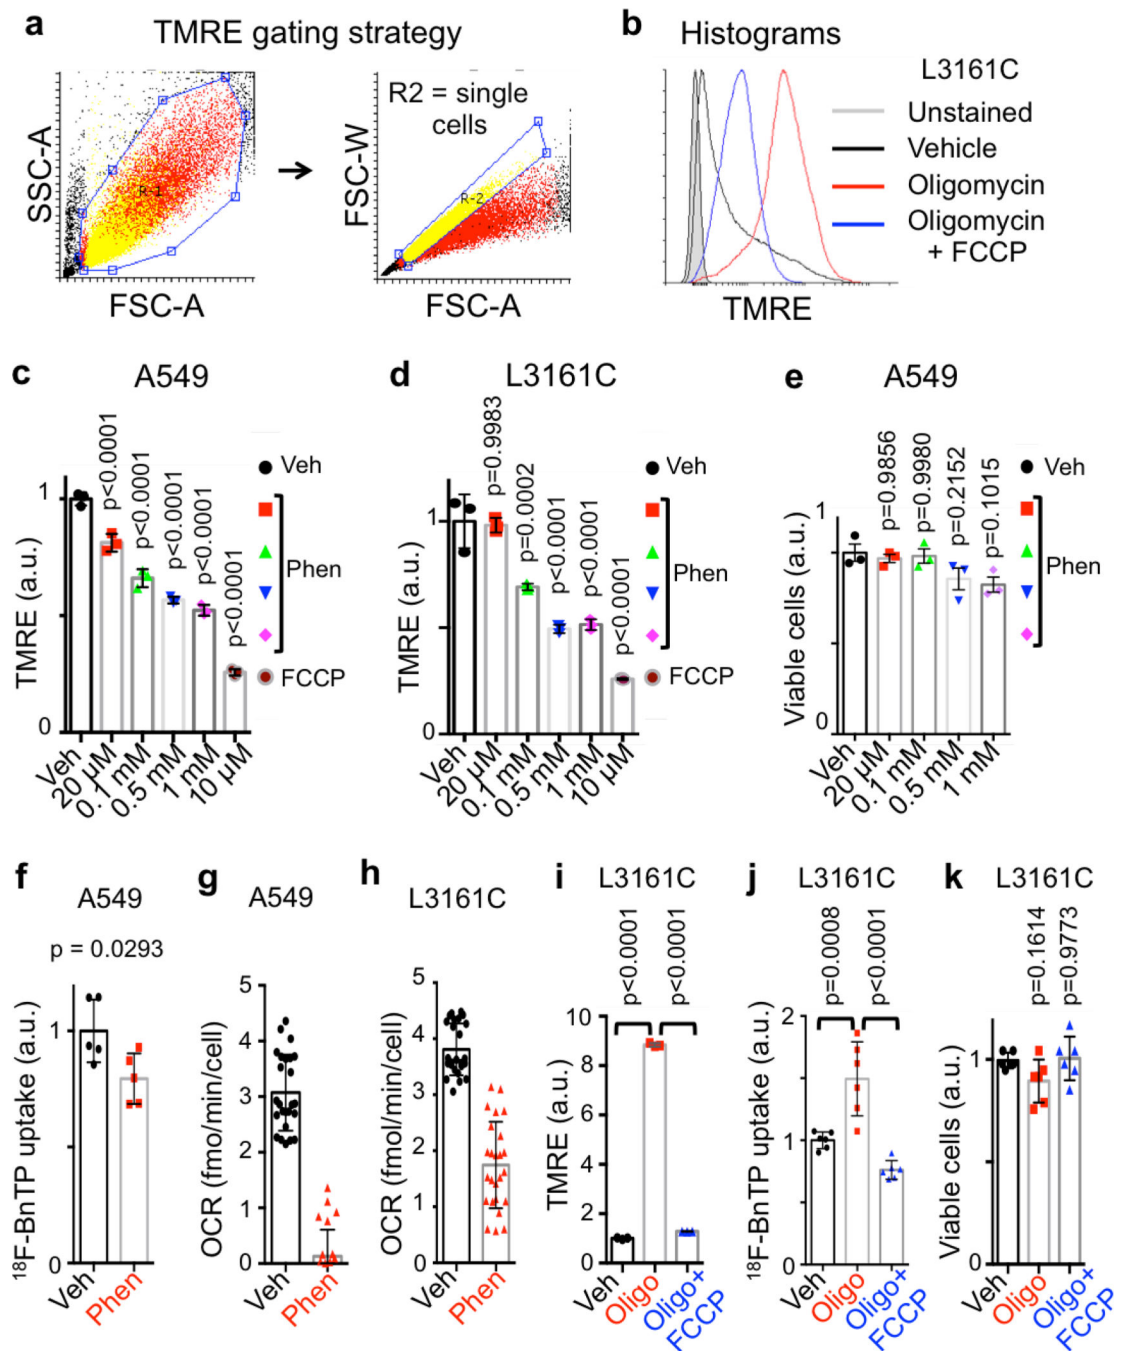 a
TMRE gating strategy
SSC-A
R-1
FSC-A
R2 = single
cells
FSC-W
R-2
FSC-A
b
Histograms
L3161C
Unstained
Vehicle
Oligomycin
Oligomycin
+ FCCP
TMRE
c
A549
TMRE (a.u.)
1
0
p<0.0001
p<0.0001
p<0.0001
p<0.0001
p<0.0001
Veh
Phen
FCCP
Veh
20 µM
0. 1 mM
0.5 mM
1 mM
10 µM
d
L3161C
TMRE (a.u.)
1
0
p=0.9983
p=0.0002
p<0.0001
p<0.0001
p<0.0001
Veh
Phen
FCCP
Veh
20 µM
0. 1 mM
0.5 mM
1 mM
10 µM
e
A549
Viable cells (a.u.)
1
0
p=0.9856
p=0.9980
p=0.2152
p=0.1015
Veh
Phen
Veh
20 µM
0. 1 mM
0.5 mM
1 mM
f
A549
p = 0.0293
18F-BnTP uptake (a.u.)
1
0
Veh
Phen
g
A549
OCR (fmo/min/cell)
5
4
3
2
1
0
Veh
Phen
h
L3161C
OCR (fmol/min/cell)
5
4
3
2
1
0
Veh
Phen
i
L3161C
p<0.0001
p<0.0001
TMRE (a.u.)
10
8
6
4
2
0
Veh
Oligo
Oligo+
FCCP
j
L3161C
p=0.0008
p<0.0001
18F-BnTP uptake (a.u.)
2
1
0
Veh
Oligo
Oligo+
FCCP
k
L3161C
p=0.1614
p=0.9773
Viable cells (a.u.)
1
0
Veh
Oligo
Oligo+
FCCP